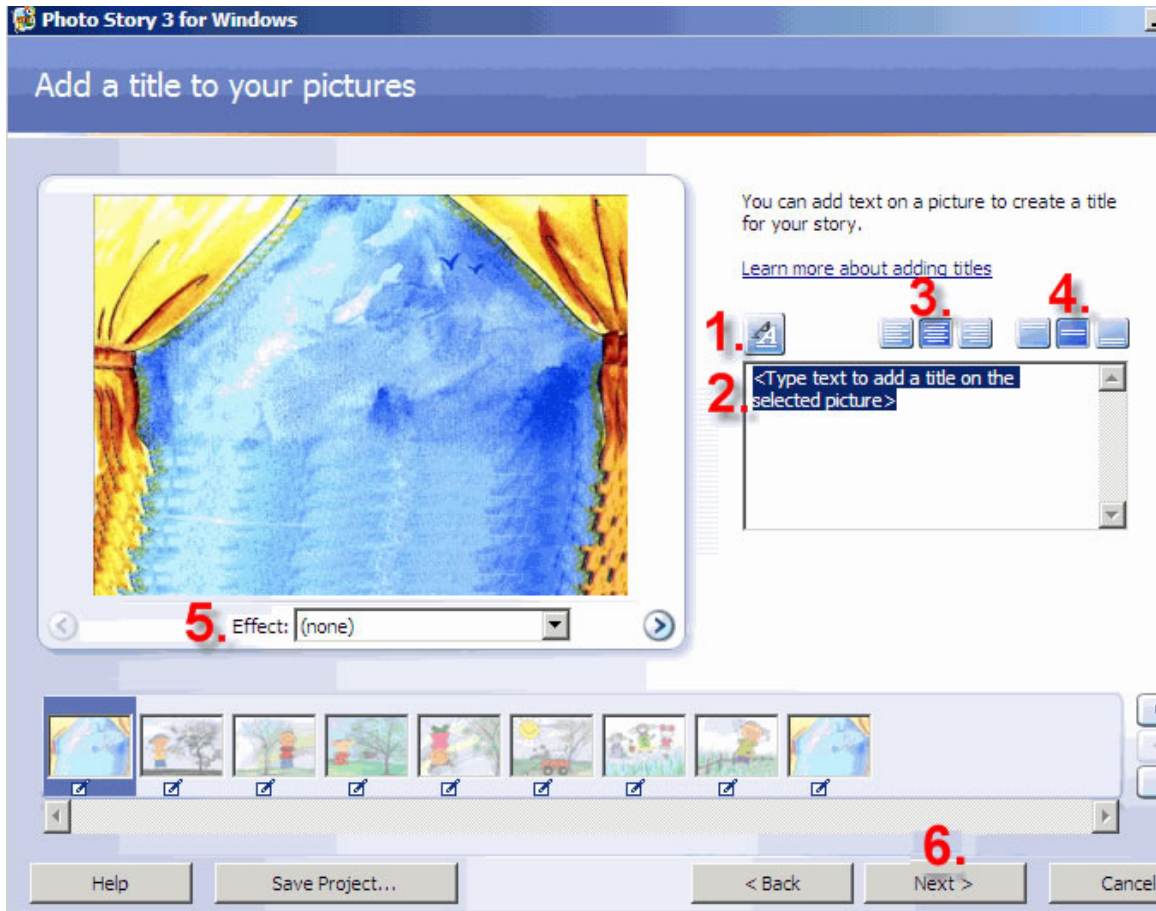 Photo Story 3 for Windows
Add a title to your pictures
You can add text on a picture to create a title
for your story.
Learn more about adding titles
3.
4.
1.
2.
<Type text to add a title on the
selected picture>
5.
Effect: (none)
6.
Help
Save Project...
< Back
Next >
Cancel